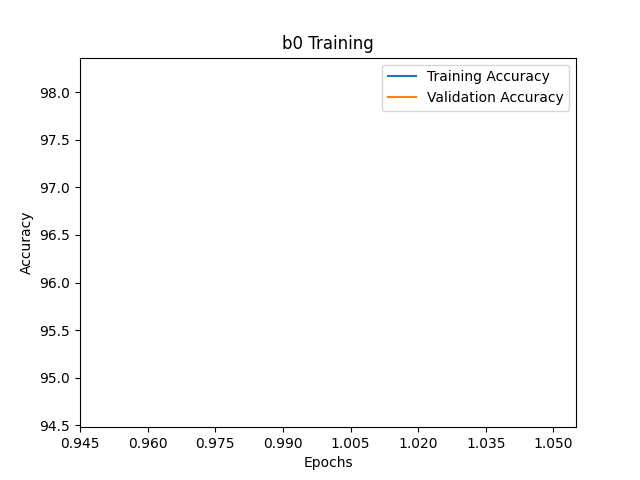 b0 Training
Training Accuracy
Validation Accuracy
98.0
97.5
97.0
96.5
96.0
95.5
95.0
94.5
Accuracy
0.945 0.960 0.975 0.990 1.005 1.020 1.035 1.050
Epochs